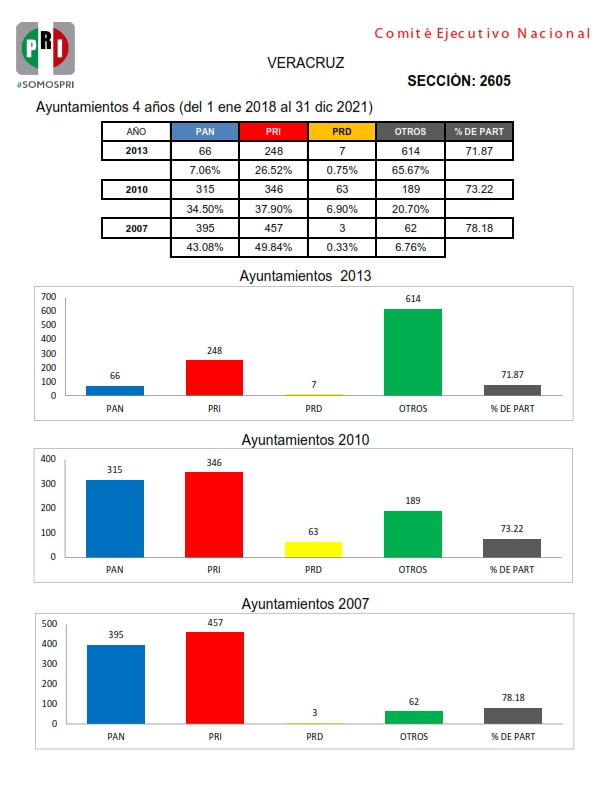 Comité Ejecutivo Nacional
PRI
#SOMOSPRI
VERACRUZ
SECCIÓN: 2605
Ayuntamientos 4 años (del 1 ene 2018 al 31 dic 2021)
AÑO PAN PRI PRD OTROS % DE PART
2013 66 248 7 614 71.87
7.06% 26.52% 0.75% 65.67%
2010 315 346 63 189 73.22
34.50% 37.90% 6.90% 20.70%
2007 395 457 3 62 78.18
43.08% 49.84% 0.33% 6.76%
Ayuntamientos 2013
700
600
500
400
300
200
100
0
66 248 7 614 71.87
PAN PRI PRD OTROS % DE PART
Ayuntamientos 2010
400
300
200
100
0
315 346 63 189 73.22
PAN PRI PRD OTROS % DE PART
Ayuntamientos 2007
500
400
300
200
100
0
395 457 3 62 78.18
PAN PRI PRD OTROS % DE PART